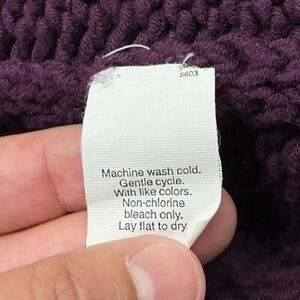 5603
Machine wash cold.
Gentle cycle.
With like colors.
Non-chlorine
bleach only.
Lay flat to dry